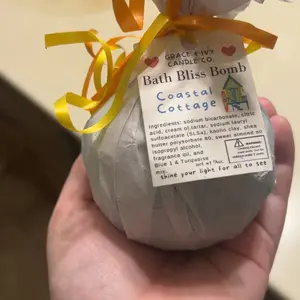 GRACE & IVY
CANDLE CO.
Bath Bliss Bomb
Coastal
Cottage
Ingredients: sodium bicarbonate, citric
acid, cream of tartar, sodium lauryl
sulfoacetate (SLSa), kaolin clay, shea
butter polysorbate 80, sweet almond oil
isopropyl alcohol,
fragrance oil, and
Blue 1 & Turquoise
mic.
shine your light for all to see